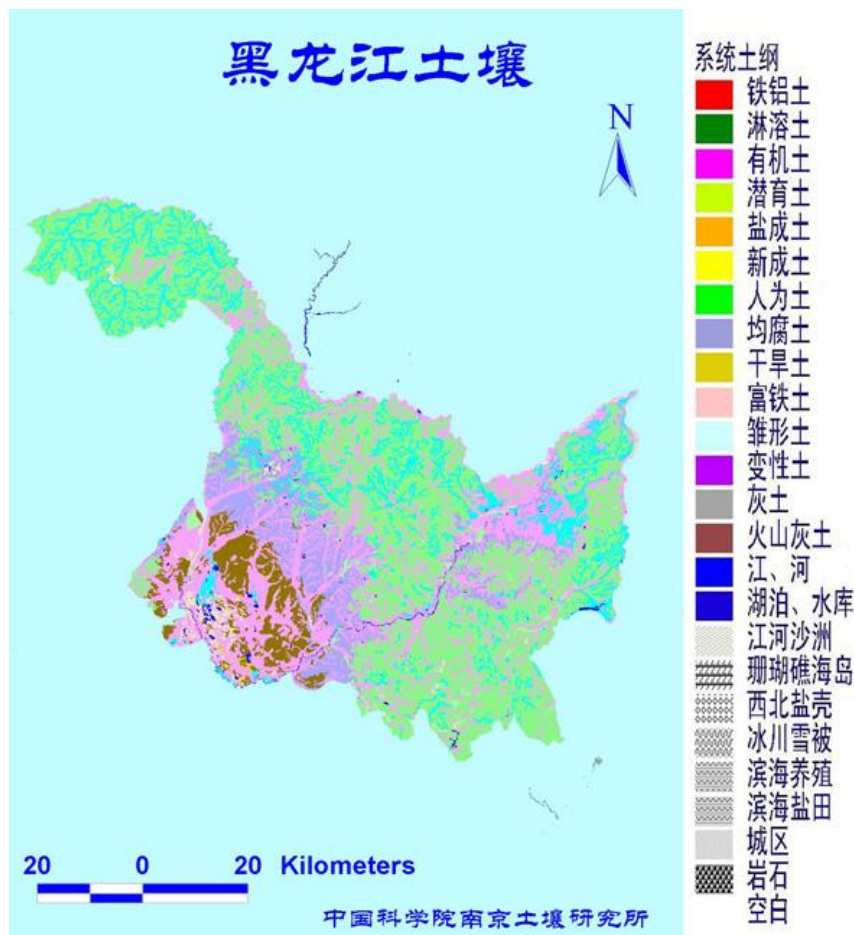 黑龙江土壤
N
20 0 20 Kilometers
中国科学院南京土壤研究所
系统土纲
铁铝土
淋溶土
有机土
潜育土
盐成土
新成土
人为土
均腐土
干旱土
富铁土
雏形土
变性土
灰土
火山灰土
江、河
湖泊、水库
江河沙洲
珊瑚礁海岛
西北盐壳
冰川雪被
滨海养殖
滨海盐田
城区
岩石
空白